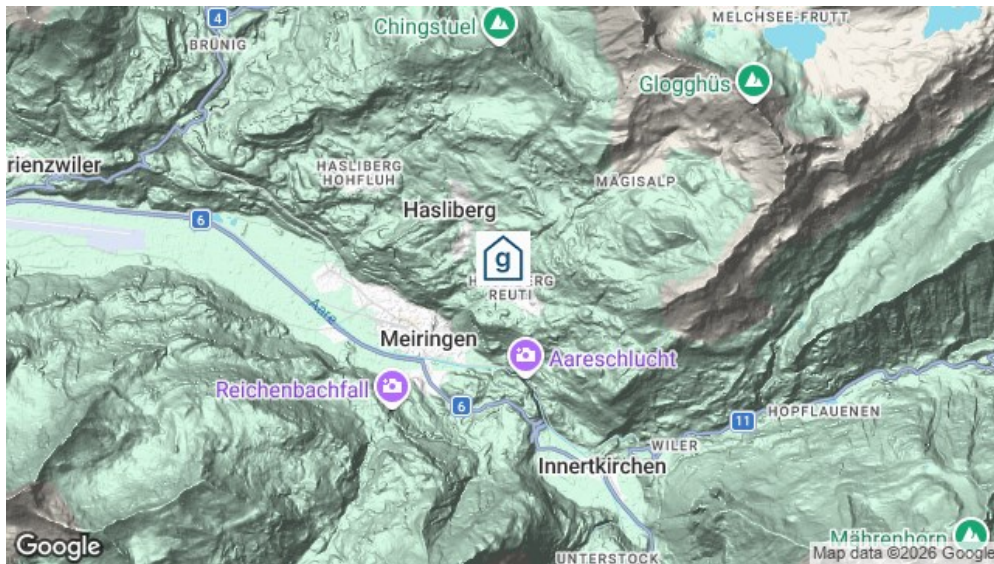 4
Chingstuel
MELCHSEE-FRUTT
BRÜNIG
Glogghüs
rienzwiler
HASLIBERG
HOHFLUH
MÄGISALP
Hasliberg
6
g
REUTI
Aare
Meiringen
Aareschlucht
Reichenbachfall
6
11
HOPFLAUENEN
WILER
Innertkirchen
Mährenhorn
Google
UNTERSTOCK
Map data ©2026 Google